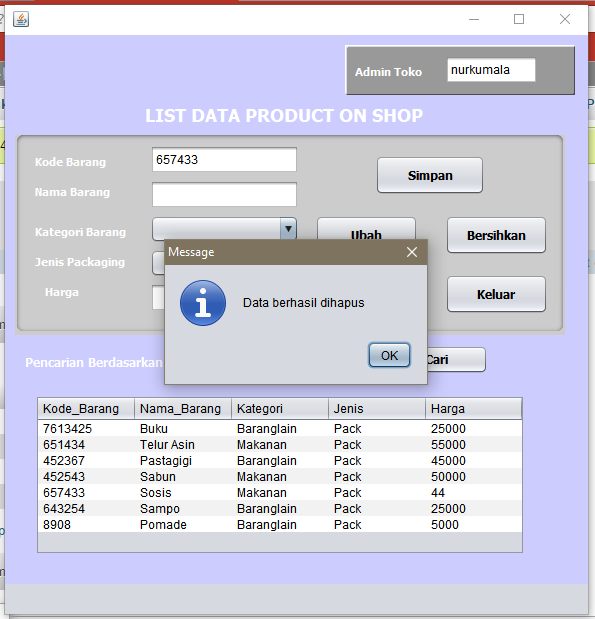 Admin Toko nurkumala
LIST DATA PRODUCT ON SHOP
Kode Barang 657433
Simpan
Nama Barang
Kategori Barang
Ubah
Bersihkan
Jenis Packaging
Harga
Keluar
Message
Data berhasil dihapus
OK
Pencarian Berdasarkan
Cari
Kode_Barang Nama_Barang Kategori Jenis Harga
7613425 Buku Baranglain Pack 25000
651434 Telur Asin Makanan Pack 55000
452367 Pastagigi Baranglain Pack 45000
452543 Sabun Makanan Pack 50000
657433 Sosis Makanan Pack 44
643254 Sampo Baranglain Pack 25000
8908 Pomade Baranglain Pack 5000